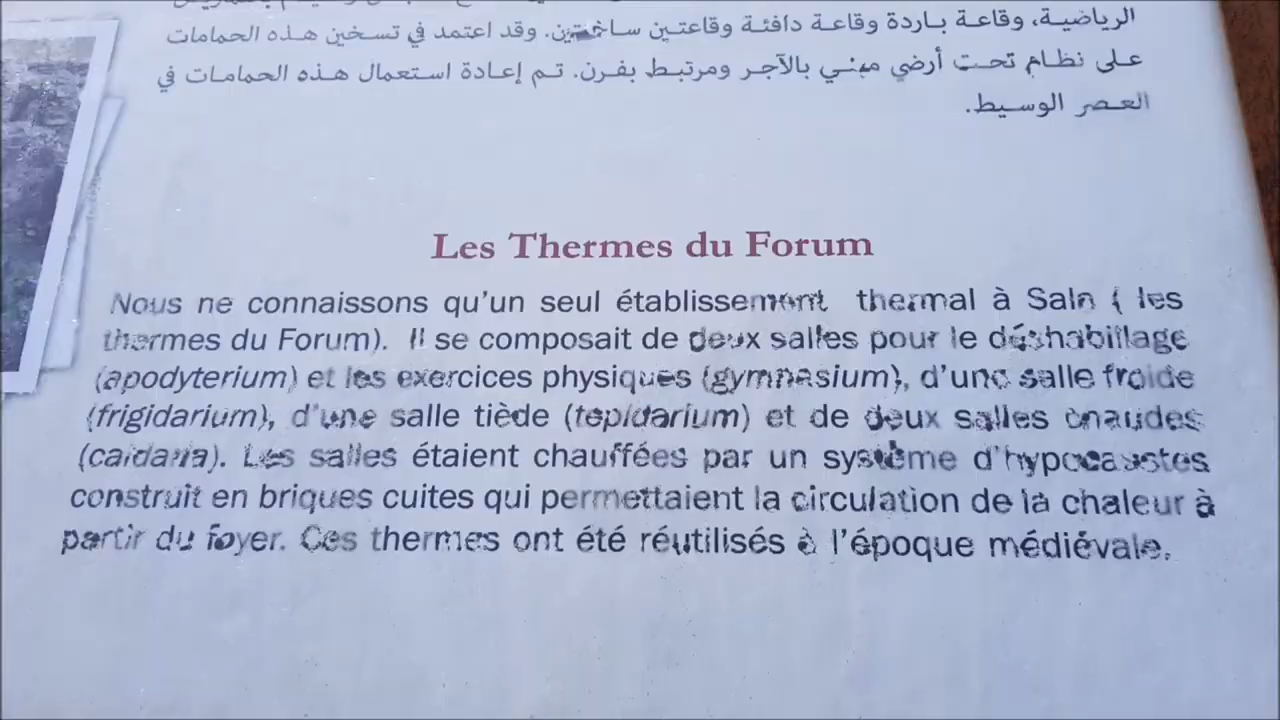 الرياضية، وقاعة باردة وقاعة دافئة وقاعتين ساخنتين. وقد اعتمد في تسخين هذه الحمامات
على نظام تحت أرضي مبني بالآجر ومرتبط بفرن. تم إعادة استعمال هذه الحمامات في
العصر الوسيط.
Les Thermes du Forum
Nous ne connaissons qu'un seul établissement thermal à Sala ( les
thermes du Forum). Il se composait de deux salles pour le déshabillage
(apodyterium) et les exercices physiques (gymnasium), d'une salle froide
(frigidarium), d'une salle tiède (tepidarium) et de deux salles chaudes
(caldaria). Les salles étaient chauffées par un système d'hypocaustes
construit en briques cuites qui permettaient la circulation de la chaleur à
partir du foyer. Ces thermes ont été réutilisés à l'époque médiévale.